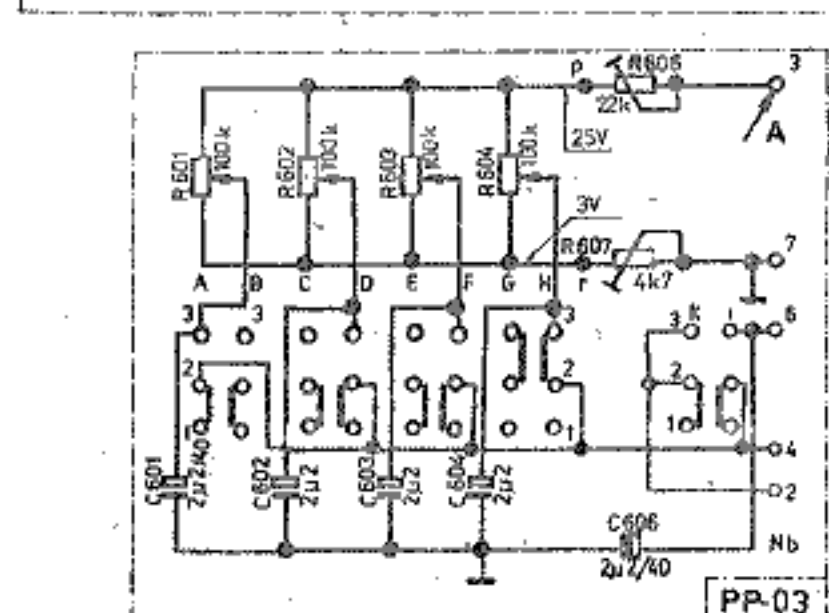 P R606 3
22k
A
25V
R601 100k R602 100k R603 100k R604 100k
3V
R607 7
4k7
A B C D E F G H r
3 3 3 3 K 6
2 2 2
1 1 1 4
2
C601 2µ2/40 C602 2µ2 C603 2µ2 C604 2µ2
C606
2µ2/40
Nb
PP-03